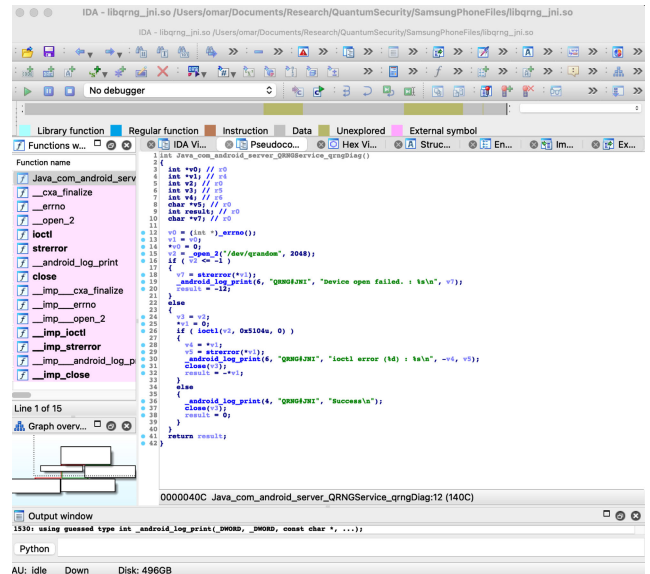 IDA - libqrng_jni.so /Users/omar/Documents/Research/QuantumSecurity/SamsungPhoneFiles/libqrng_jni.so
IDA - libqrng_jni.so /Users/omar/Documents/Research/QuantumSecurity/SamsungPhoneFiles/libqrng_jni.so
No debugger
Library function Regular function Instruction Data Unexplored External symbol
Functions w... IDA Vi... Pseudoco... Hex Vi... Struc... En... Im... Ex...
Function name
Java_com_android_serv
__cxa_finalize
__errno
__open_2
ioctl
strerror
__android_log_print
close
__imp___cxa_finalize
__imp___errno
__imp___open_2
__imp_ioctl
__imp_strerror
__imp___android_log_p
__imp_close
Line 1 of 15
Graph overv...
1 int Java_com_android_server_QRNGService_qrngDiag()
2 {
3 int *v0; // r0
4 int *v1; // r4
5 int v2; // r0
6 int v3; // r5
7 int v4; // r6
8 char *v5; // r0
9 int result; // r0
10 char *v7; // r0
11
12 v0 = (int *)_errno();
13 v1 = v0;
14 *v0 = 0;
15 v2 = _open_2("/dev/qrandom", 2048);
16 if ( v2 <= -1 )
17 {
18 v7 = strerror(*v1);
19 _android_log_print(6, "QRNG#JNI", "Device open failed. : %s\n", v7);
20 result = -12;
21 }
22 else
23 {
24 v3 = v2;
25 *v1 = 0;
26 if ( ioctl(v2, 0x5104u, 0) )
27 {
28 v4 = *v1;
29 v5 = strerror(*v1);
30 _android_log_print(6, "QRNG#JNI", "ioctl error (%d) : %s\n", -v4, v5);
31 close(v3);
32 result = -*v1;
33 }
34 else
35 {
36 _android_log_print(4, "QRNG#JNI", "Success\n");
37 close(v3);
38 result = 0;
39 }
40 }
41 return result;
42 }
0000040C Java_com_android_server_QRNGService_qrngDiag:12 (140C)
Output window
1530: using guessed type int _android_log_print(_DWORD, _DWORD, const char *, ...);
Python
AU: idle Down Disk: 496GB